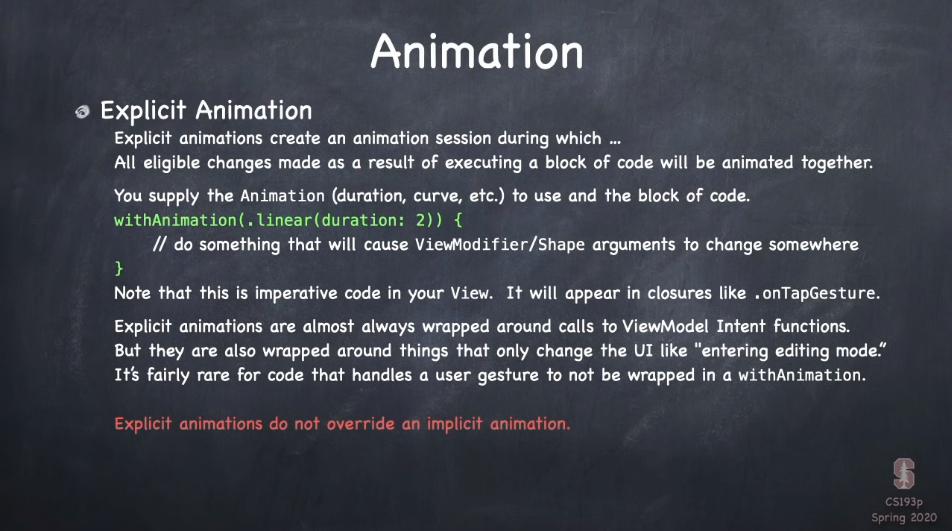 Animation
Explicit Animation
Explicit animations create an animation session during which ...
All eligible changes made as a result of executing a block of code will be animated together.
You supply the Animation (duration, curve, etc.) to use and the block of code.
withAnimation(.linear(duration: 2)) {
// do something that will cause ViewModifier/Shape arguments to change somewhere
}
Note that this is imperative code in your View. It will appear in closures like .onTapGesture.
Explicit animations are almost always wrapped around calls to ViewModel Intent functions.
But they are also wrapped around things that only change the UI like "entering editing mode.“
It’s fairly rare for code that handles a user gesture to not be wrapped in a withAnimation.
Explicit animations do not override an implicit animation.
S
CS193p
Spring 2020